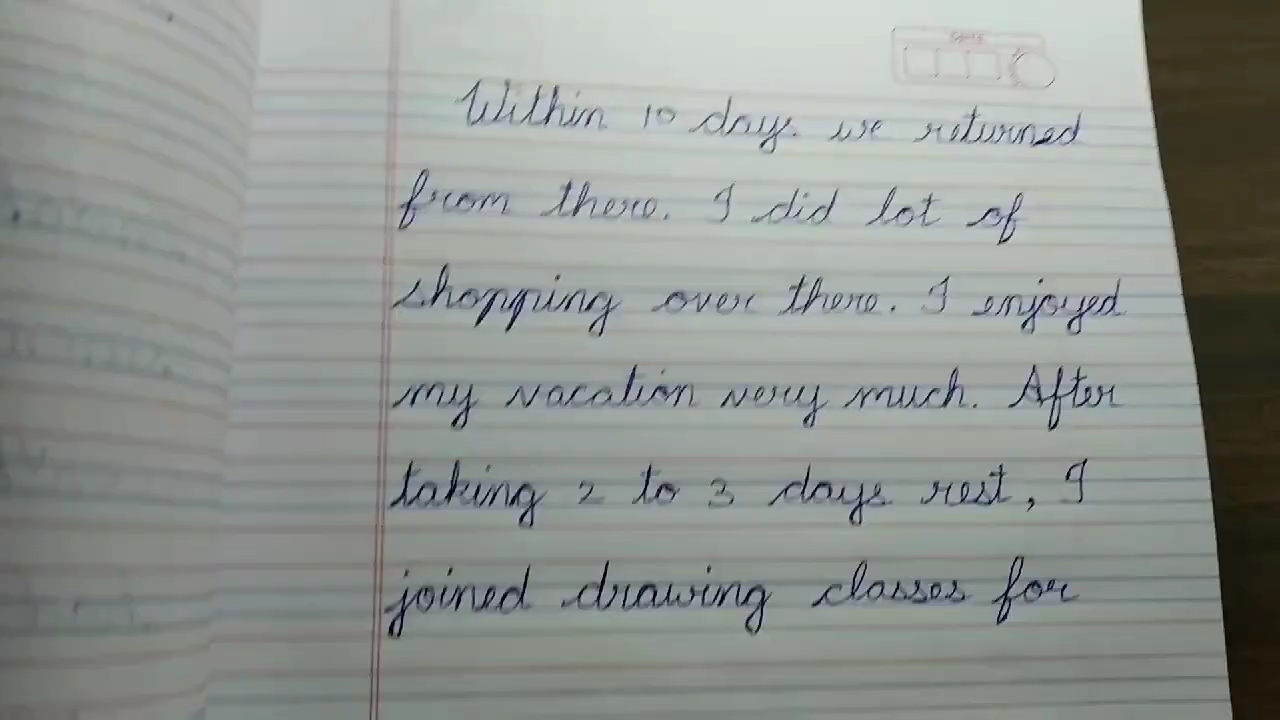 DATE
Within 10 days. we returned
from there. I did lot of
shopping over there. I enjoyed
my vacation very much. After
taking 2 to 3 days rest, I
joined drawing classes for